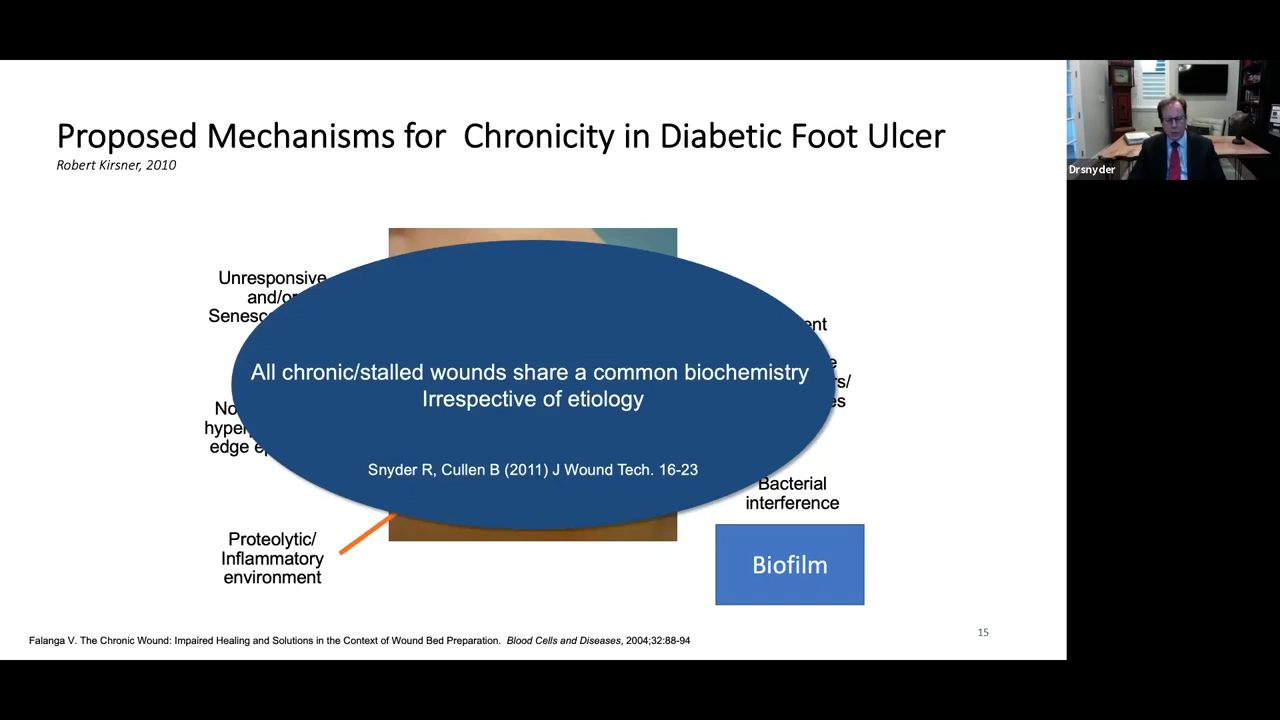 Proposed Mechanisms for Chronicity in Diabetic Foot Ulcer
Robert Kirsner, 2010
Drsnyder
Unresponsive
and/or
All chronic/stalled wounds share a common biochemistry
Irrespective of etiology
Snyder R, Cullen B (2011) J Wound Tech. 16-23
edge
Bacterial
interference
Proteolytic/
Inflammatory
environment
Biofilm
Falanga V. The Chronic Wound: Impaired Healing and Solutions in the Context of Wound Bed Preparation. Blood Cells and Diseases, 2004;32:88-94
15